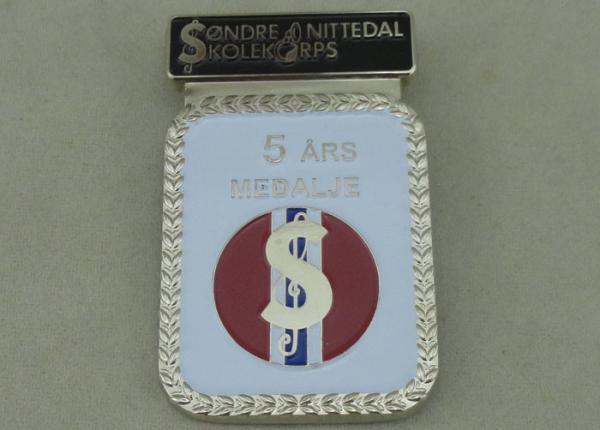 SØNDRE NITTEDAL
SKOLEKORPS
5 ÅRS
MEDALJE
S